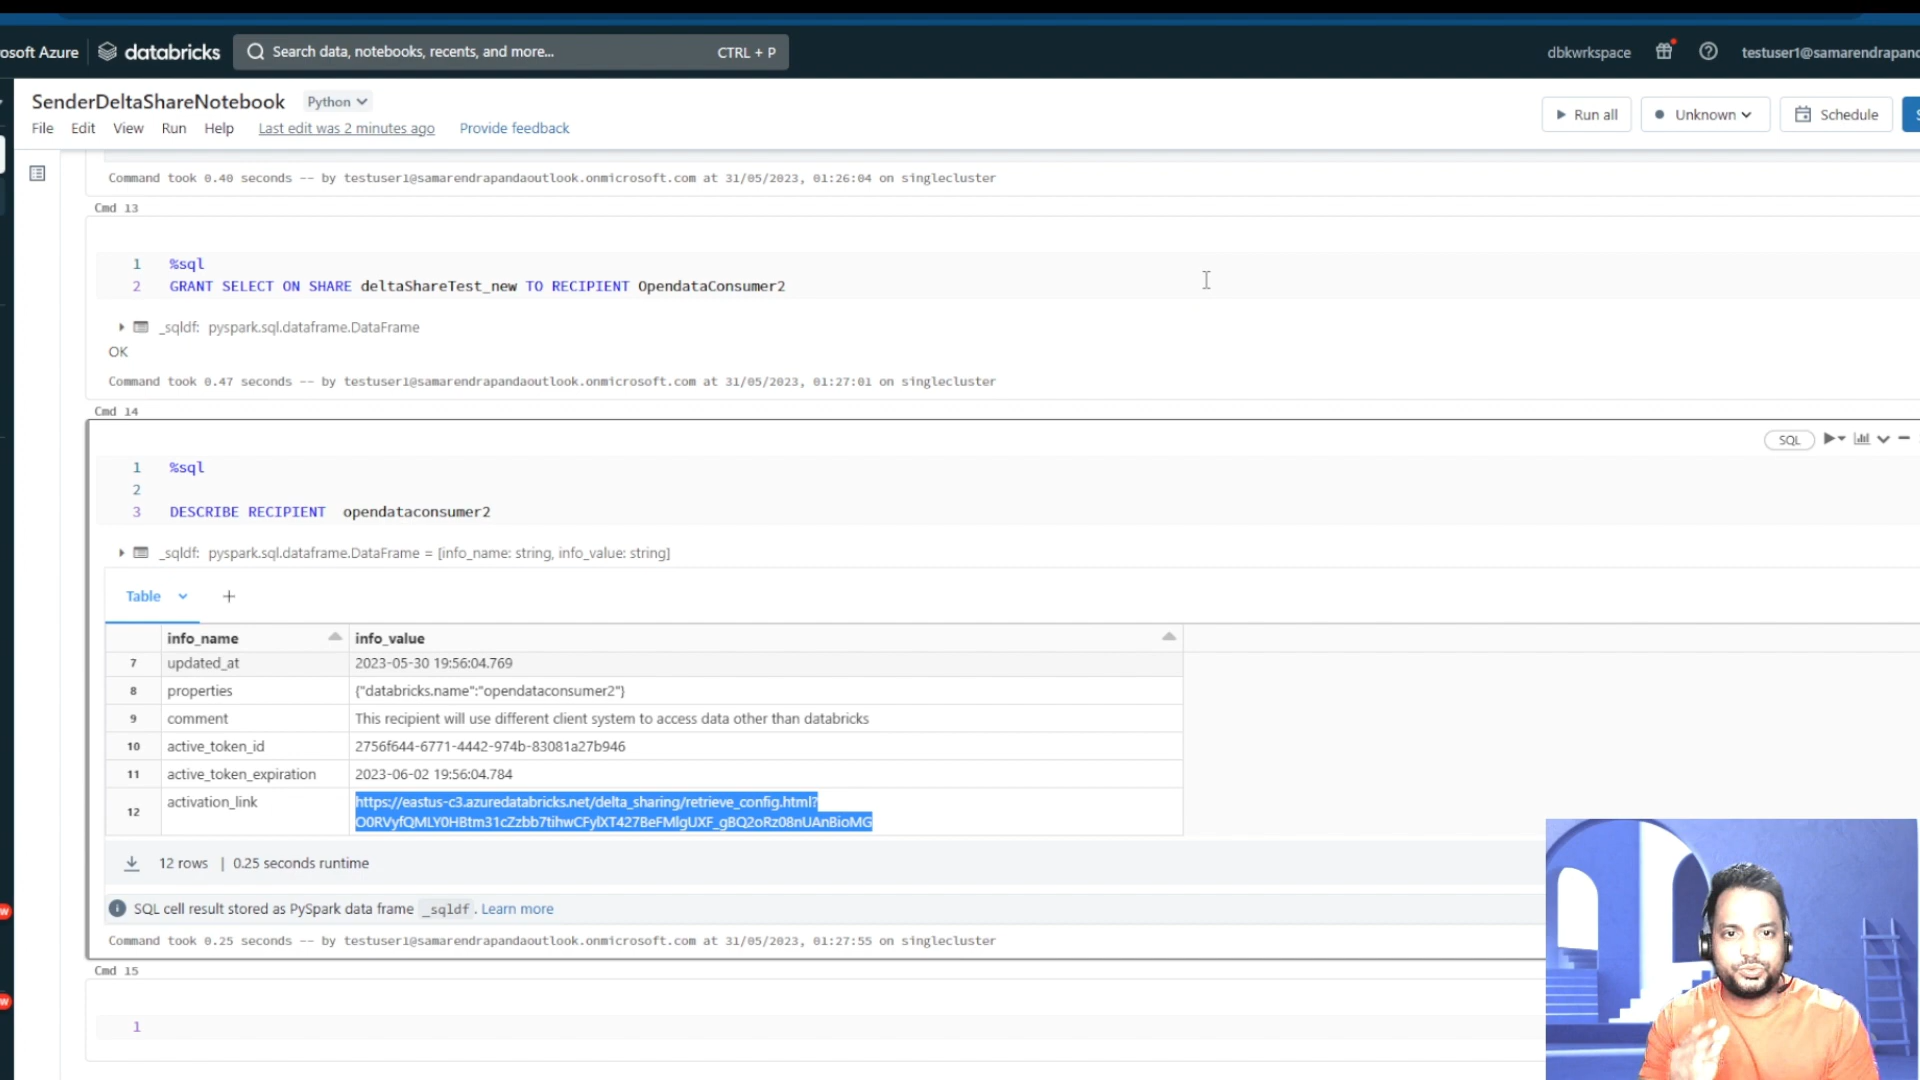 osoft Azure databricks Search data, notebooks, recents, and more... CTRL + P dbkwrkspace testuser1@samarendrapand
SenderDeltaShareNotebook Python
File Edit View Run Help Last edit was 2 minutes ago Provide feedback Run all Unknown Schedule
Command took 0.40 seconds -- by testuser1@samarendrapandaoutlook.onmicrosoft.com at 31/05/2023, 01:26:04 on singlecluster
Cmd 13
1 %sql
2 GRANT SELECT ON SHARE deltaShareTest_new TO RECIPIENT OpendataConsumer2
_sqldf: pyspark.sql.dataframe.DataFrame
OK
Command took 0.47 seconds -- by testuser1@samarendrapandaoutlook.onmicrosoft.com at 31/05/2023, 01:27:01 on singlecluster
Cmd 14
SQL
1 %sql
2
3 DESCRIBE RECIPIENT opendataconsumer2
_sqldf: pyspark.sql.dataframe.DataFrame = [info_name: string, info_value: string]
Table +
info_name info_value
7 updated_at 2023-05-30 19:56:04.769
8 properties {"databricks.name":"opendataconsumer2"}
9 comment This recipient will use different client system to access data other than databricks
10 active_token_id 2756f644-6771-4442-974b-83081a27b946
11 active_token_expiration 2023-06-02 19:56:04.784
12 activation_link https://eastus-c3.azuredatabricks.net/delta_sharing/retrieve_config.html?
O0RVyfQMLY0HBtm31cZzbb7tihwCFylXT427BeFMlgUXF_gBQ2oRz08nUAnBioMG
12 rows | 0.25 seconds runtime
SQL cell result stored as PySpark data frame _sqldf. Learn more
Command took 0.25 seconds -- by testuser1@samarendrapandaoutlook.onmicrosoft.com at 31/05/2023, 01:27:55 on singlecluster
Cmd 15
1